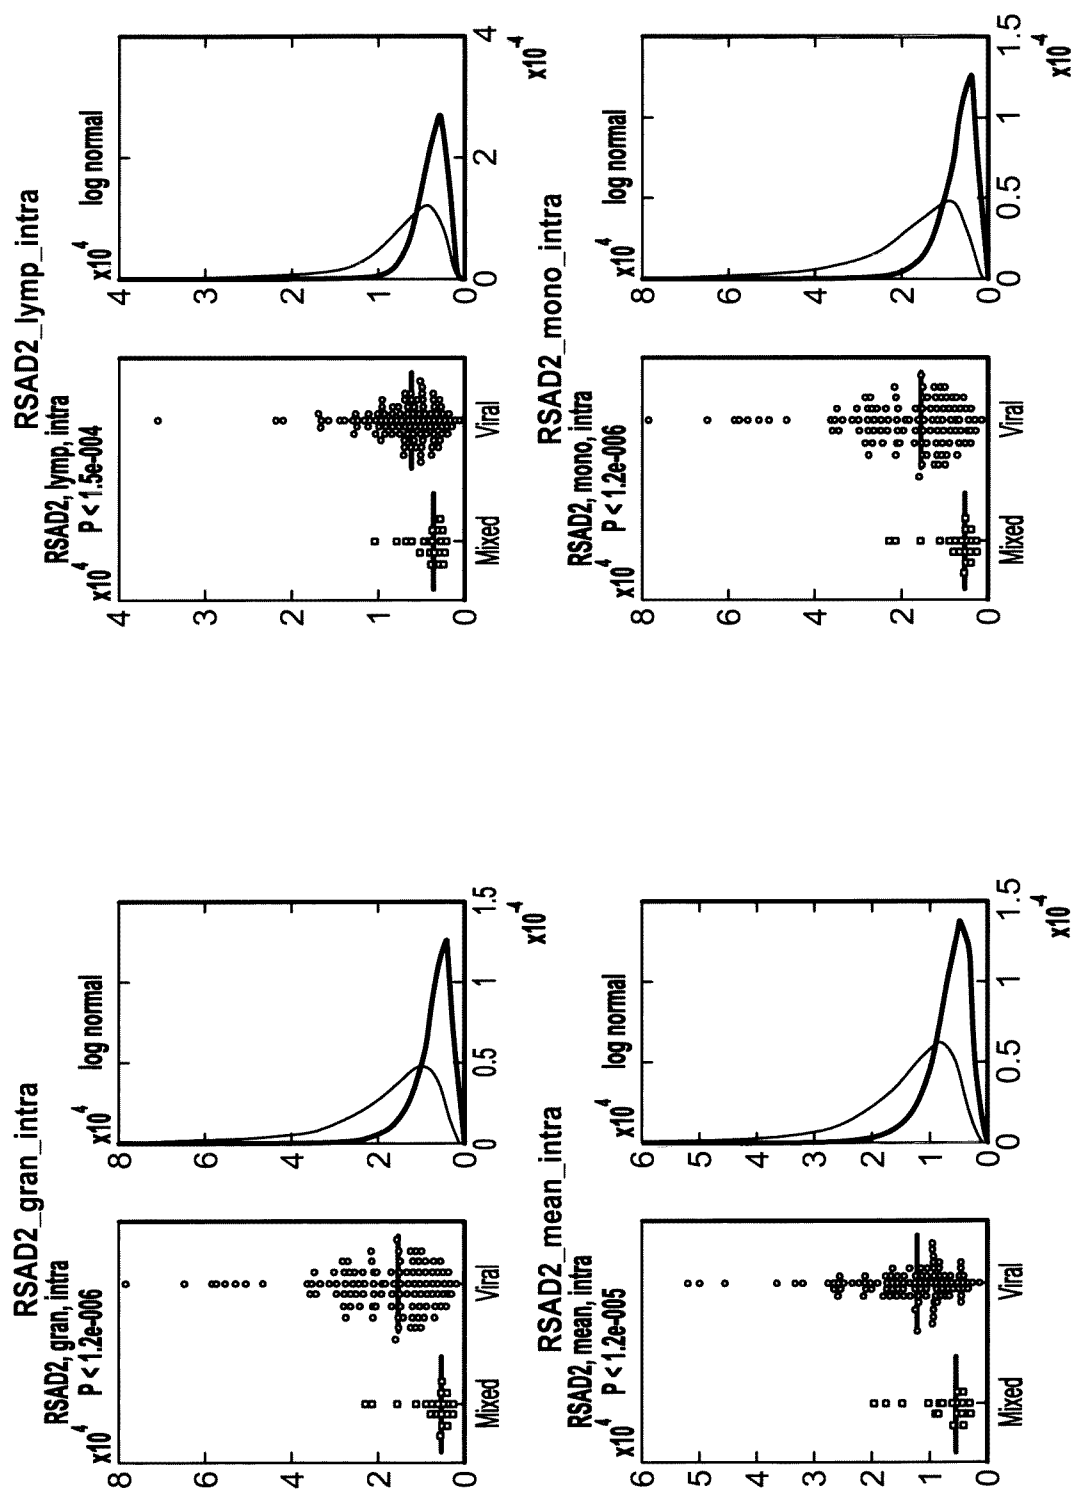 RSAD2_gran_intra
RSAD2, gran, intra
x10^4 P < 1.2e-006
8
6
4
2
0
Mixed Viral
x10^4 log normal
8
6
4
2
0
0 0.5 1 1.5
x10^-4
RSAD2_lymp_intra
RSAD2, lymp, intra
x10^4 P < 1.5e-004
4
3
2
1
0
Mixed Viral
x10^4 log normal
4
3
2
1
0
0 2 4
x10^-4
RSAD2_mean_intra
RSAD2, mean, intra
x10^4 P < 1.2e-005
6
5
4
3
2
1
0
Mixed Viral
x10^4 log normal
6
5
4
3
2
1
0
0 0.5 1 1.5
x10^-4
RSAD2_mono_intra
RSAD2, mono, intra
x10^4 P < 1.2e-006
8
6
4
2
0
Mixed Viral
x10^4 log normal
8
6
4
2
0
0 0.5 1 1.5
x10^-4